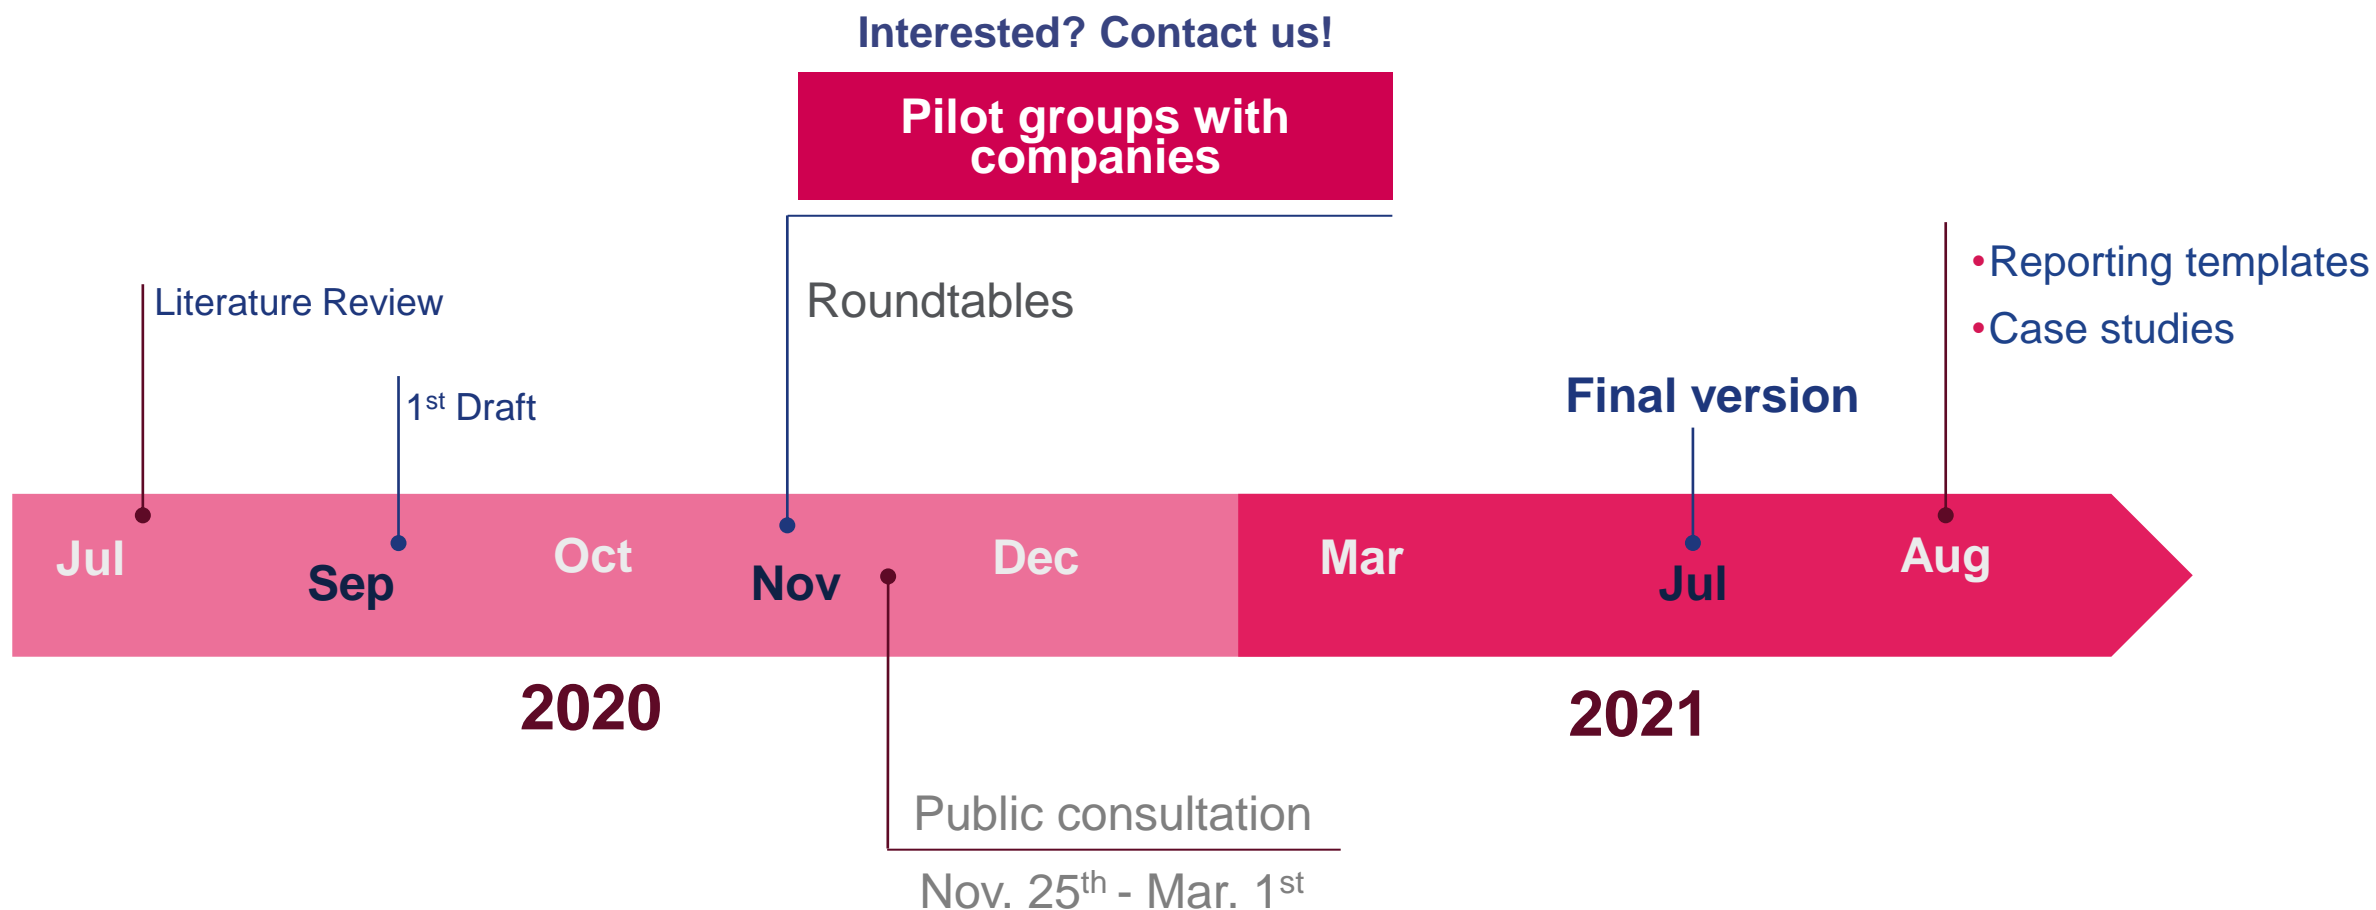 Interested? Contact us!
Pilot groups with
companies
Literature Review
1st Draft
Roundtables
•Reporting templates
•Case studies
Final version
Jul
Sep
Oct
Nov
Dec
Mar
Jul
Aug
2020
2021
Public consultation
Nov. 25th - Mar. 1st